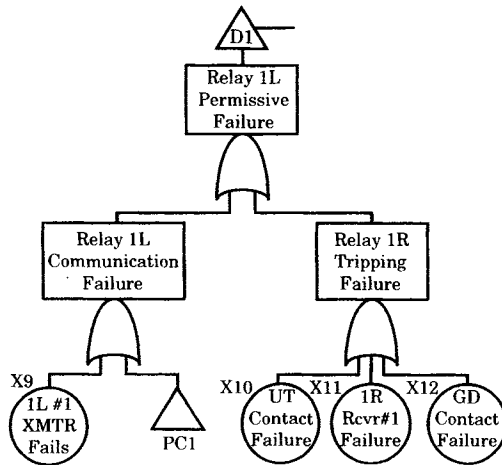 D1
Relay 1L
Permissive
Failure
Relay 1L
Communication
Failure
Relay 1R
Tripping
Failure
X9
1L #1
XMTR
Fails
PC1
X10
UT
Contact
Failure
X11
1R
Rcvr#1
Failure
X12
GD
Contact
Failure